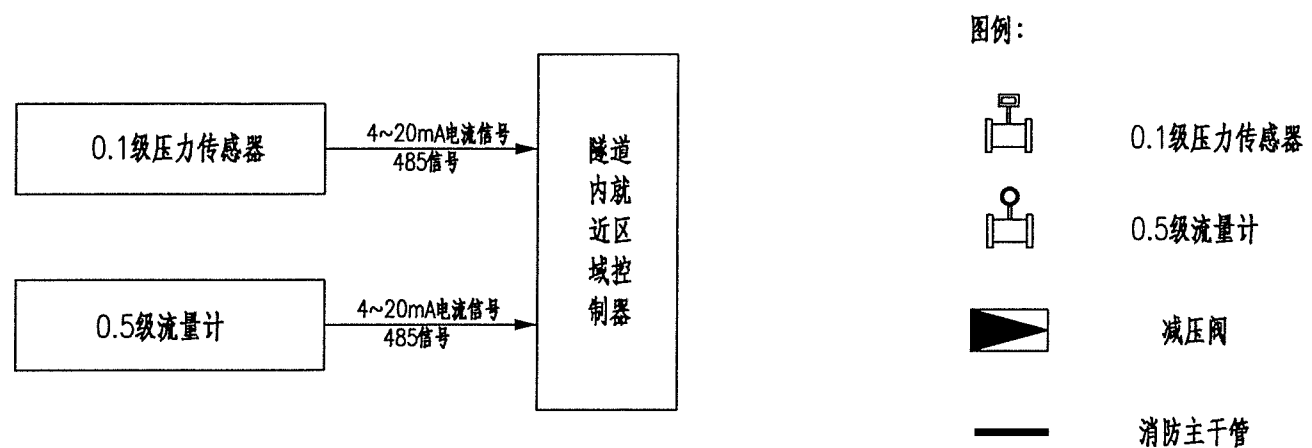 0.1级压力传感器
4~20mA电流信号
485信号
0.5级流量计
4~20mA电流信号
485信号
隧道
内就
近区
域控
制器
图例：
0.1级压力传感器
0.5级流量计
减压阀
消防主干管